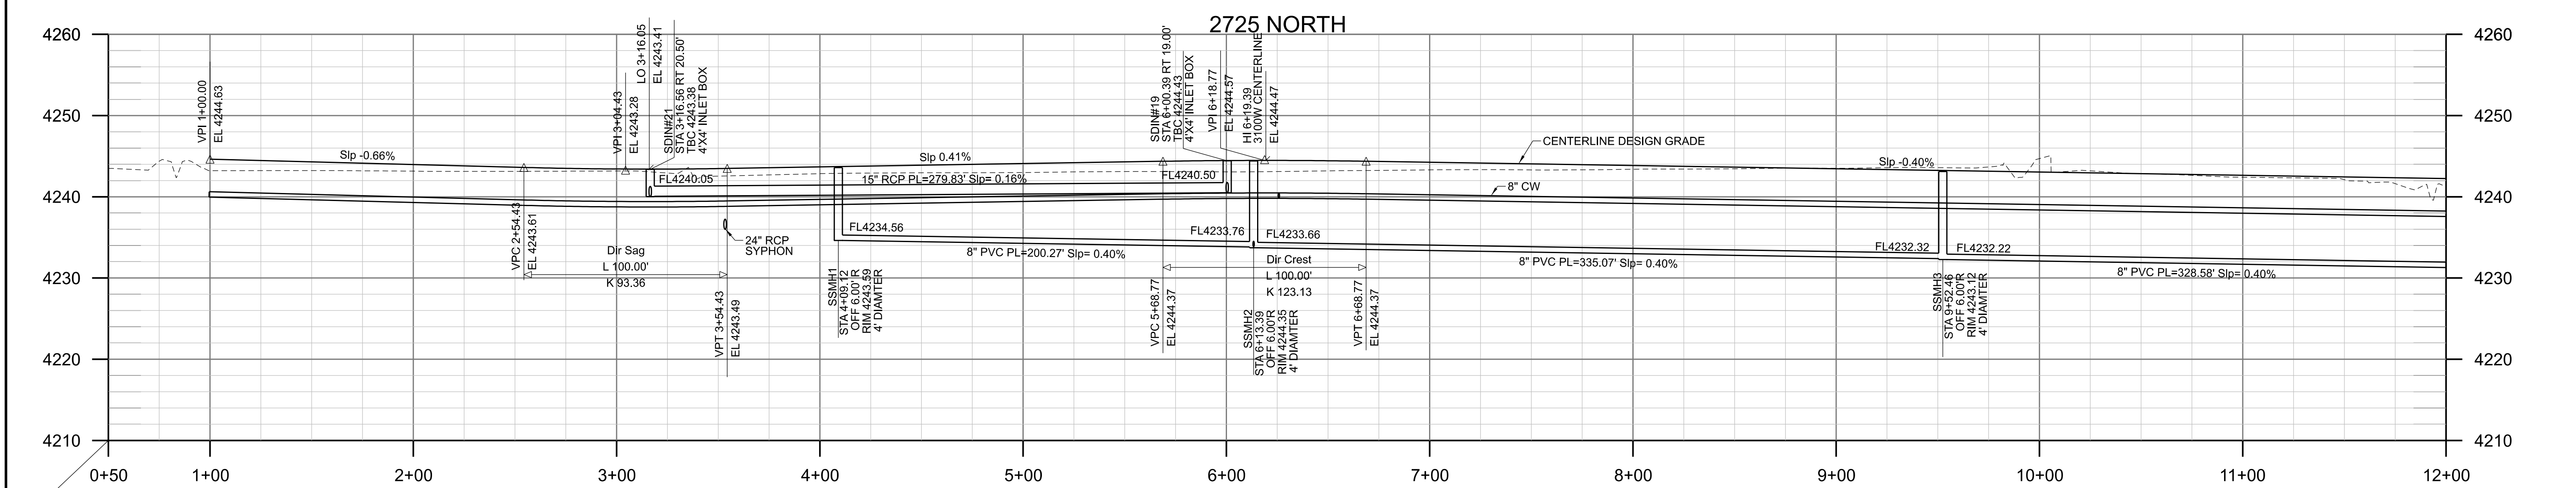 2725 NORTH
4260
4250
4240
4230
4220
4210
4260
4250
4240
4230
4220
4210
VPI 1+00.00
EL 4244.63
Slp -0.66%
VPC 2+54.43
EL 4243.61
VPI 3+04.43
EL 4243.28
LO 3+16.05
EL 4243.41
SDIN#21
STA 3+16.56 RT 20.50'
TBC 4243.38
4'X4' INLET BOX
FL4240.05
15" RCP PL=279.83' Slp= 0.16%
Slp 0.41%
FL4240.50
24" RCP
SYPHON
Dir Sag
L 100.00'
K 93.36
VPT 3+54.43
EL 4243.49
SSMH1
STA 4+09.12
OFF 6.00'R
RIM 4243.59
4' DIAMTER
FL4234.56
8" PVC PL=200.27' Slp= 0.40%
FL4233.76
SDIN#19
STA 6+00.39 RT 19.00'
TBC 4244.43
4'X4' INLET BOX
VPI 6+18.77
EL 4244.57
HI 6+19.39
3100W CENTERLINE
EL 4244.47
VPC 5+68.77
EL 4244.37
Dir Crest
L 100.00'
K 123.13
SSMH2
STA 6+13.39
OFF 6.00'R
RIM 4244.35
4' DIAMTER
VPT 6+68.77
EL 4244.37
FL4233.66
8" PVC PL=335.07' Slp= 0.40%
CENTERLINE DESIGN GRADE
8" CW
Slp -0.40%
FL4232.32
FL4232.22
SSMH3
STA 9+52.46
OFF 6.00'R
RIM 4243.12
4' DIAMTER
8" PVC PL=328.58' Slp= 0.40%
0+50
1+00
2+00
3+00
4+00
5+00
6+00
7+00
8+00
9+00
10+00
11+00
12+00